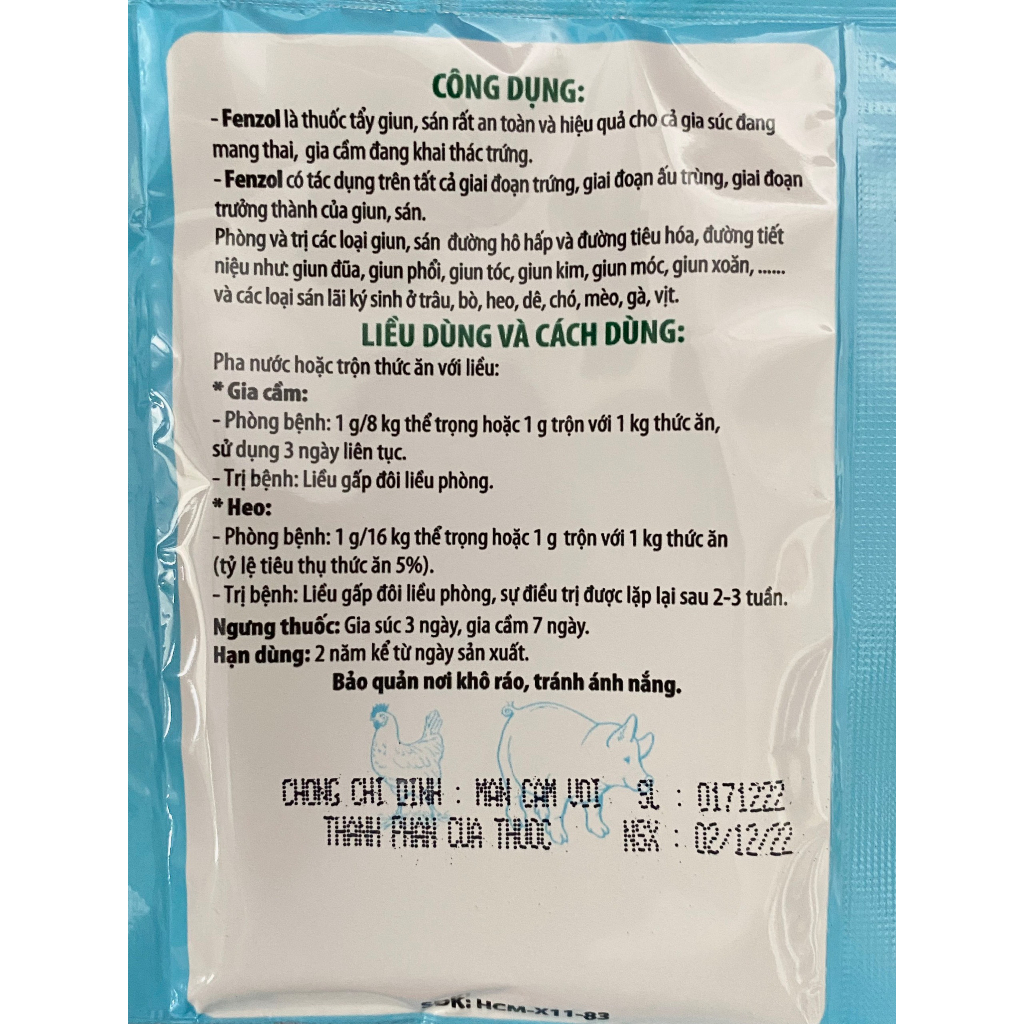 CÔNG DỤNG:
- Fenzol là thuốc tẩy giun, sán rất an toàn và hiệu quả cho cả gia súc đang
mang thai, gia cầm đang khai thác trứng.
- Fenzol có tác dụng trên tất cả giai đoạn trứng, giai đoạn ấu trùng, giai đoạn
trưởng thành của giun, sán.
Phòng và trị các loại giun, sán đường hô hấp và đường tiêu hóa, đường tiết
niệu như: giun đũa, giun phổi, giun tóc, giun kim, giun móc, giun xoăn, ......
và các loại sán lãi ký sinh ở trâu, bò, heo, dê, chó, mèo, gà, vịt.
LIỀU DÙNG VÀ CÁCH DÙNG:
Pha nước hoặc trộn thức ăn với liều:
* Gia cầm:
- Phòng bệnh: 1 g/8 kg thể trọng hoặc 1 g trộn với 1 kg thức ăn,
sử dụng 3 ngày liên tục.
- Trị bệnh: Liều gấp đôi liều phòng.
* Heo:
- Phòng bệnh: 1 g/16 kg thể trọng hoặc 1 g trộn với 1 kg thức ăn
(tỷ lệ tiêu thụ thức ăn 5%).
- Trị bệnh: Liều gấp đôi liều phòng, sự điều trị được lặp lại sau 2-3 tuần.
Ngưng thuốc: Gia súc 3 ngày, gia cầm 7 ngày.
Hạn dùng: 2 năm kể từ ngày sản xuất.
Bảo quản nơi khô ráo, tránh ánh nắng.
CHONG CHI DINH : MAN CAM VOI SL : 0171222
THANH PHAN CUA THUOC NSX : 02/12/22
SĐK: HCM-X11-83